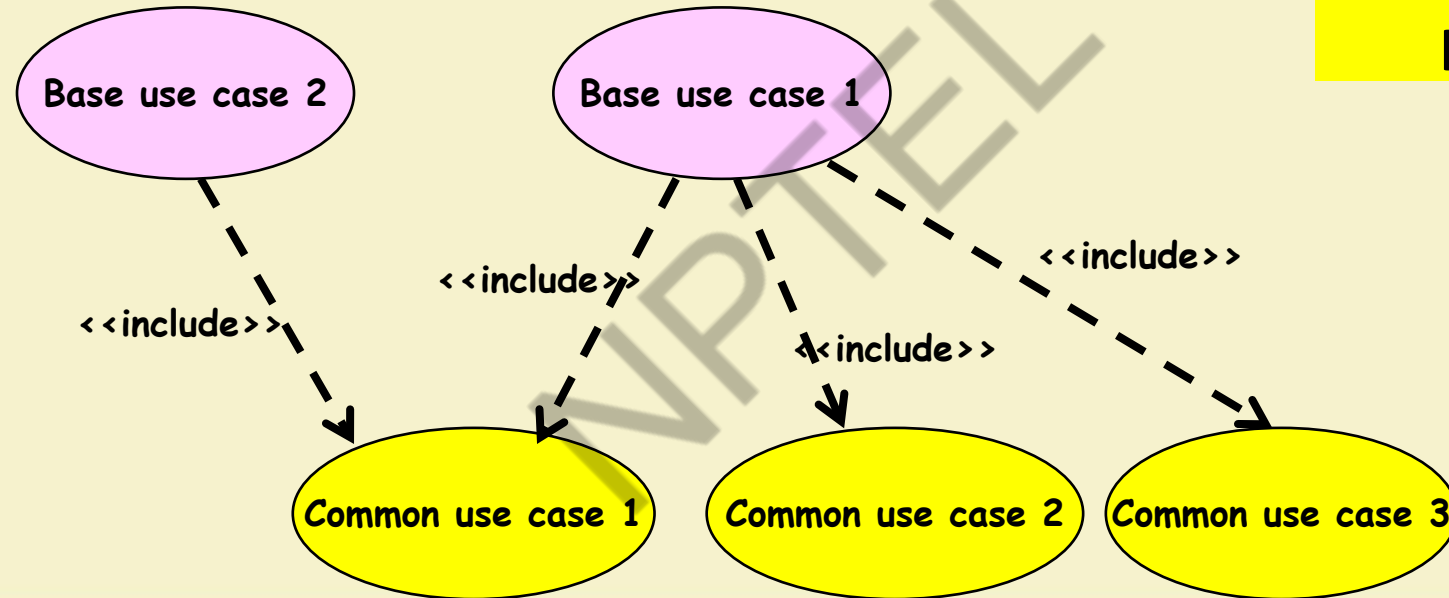 Base use case 2
Base use case 1
<<include>>
<<include>>
<<include>>
<<include>>
Common use case 1
Common use case 2
Common use case 3
NPTEL